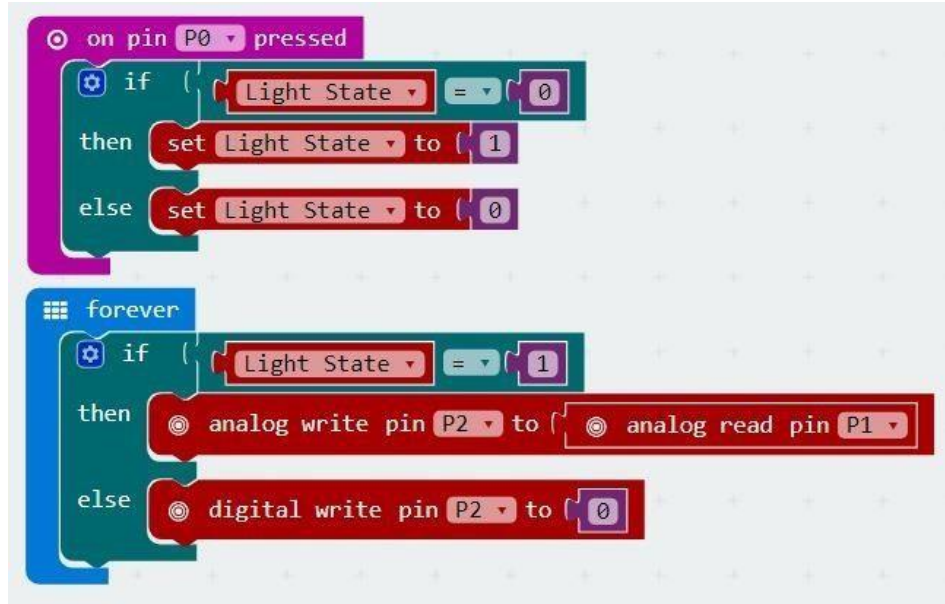 on pin P0 pressed
if Light State = 0
then set Light State to 1
else set Light State to 0
forever
if Light State = 1
then analog write pin P2 to analog read pin P1
else digital write pin P2 to 0